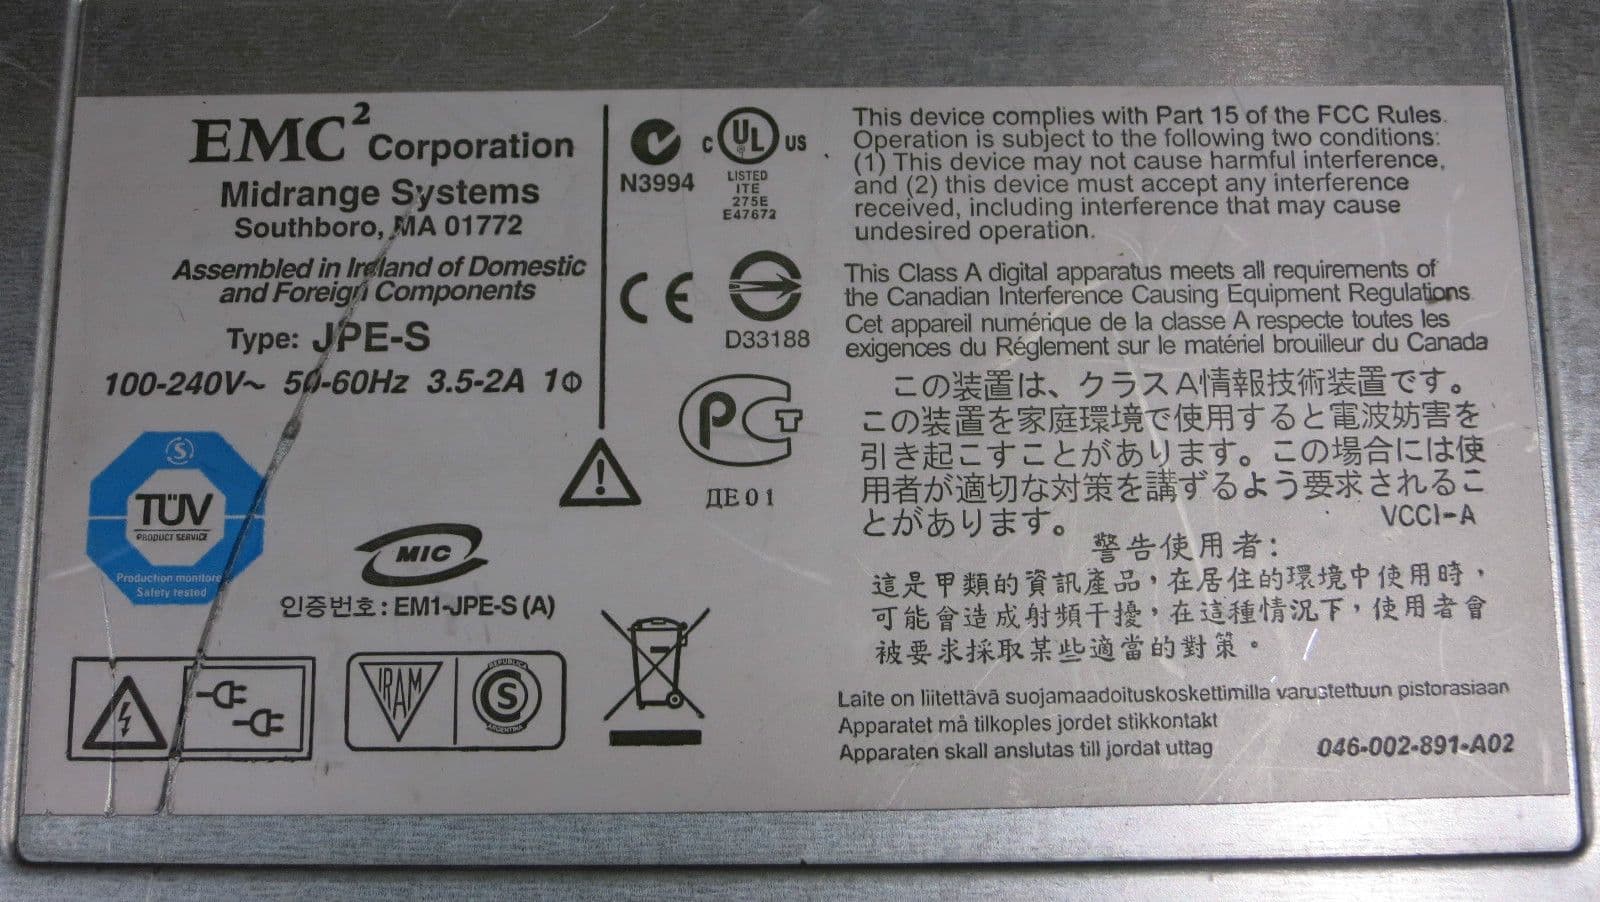 EMC² Corporation
Midrange Systems
Southboro, MA 01772
Assembled in Ireland of Domestic
and Foreign Components
Type: JPE-S
100-240V~ 50-60Hz 3.5-2A 1Φ
S
TÜV
PRODUCT SERVICE
Production monitored
Safety tested
MIC
인증번호: EM1-JPE-S (A)
IRAM
REPUBLICA
S
ARGENTINA
N3994
C UL US
LISTED
ITE
275E
E47672
CE
D33188
PCT
ДЕ01
This device complies with Part 15 of the FCC Rules.
Operation is subject to the following two conditions:
(1) This device may not cause harmful interference,
and (2) this device must accept any interference
received, including interference that may cause
undesired operation.
This Class A digital apparatus meets all requirements of
the Canadian Interference Causing Equipment Regulations.
Cet appareil numérique de la classe A respecte toutes les
exigences du Réglement sur le matériel brouilleur du Canada
この装置は、クラスA情報技術装置です。
この装置を家庭環境で使用すると電波妨害を
引き起こすことがあります。この場合には使
用者が適切な対策を講ずるよう要求されるこ
とがあります。
VCCI-A
警告使用者:
這是甲類的資訊產品，在居住的環境中使用時，
可能會造成射頻干擾，在這種情況下，使用者會
被要求採取某些適當的對策。
Laite on liitettävä suojamaadoituskoskettimilla varustettuun pistorasiaan
Apparatet må tilkoples jordet stikkontakt
Apparaten skall anslutas till jordat uttag
046-002-891-A02